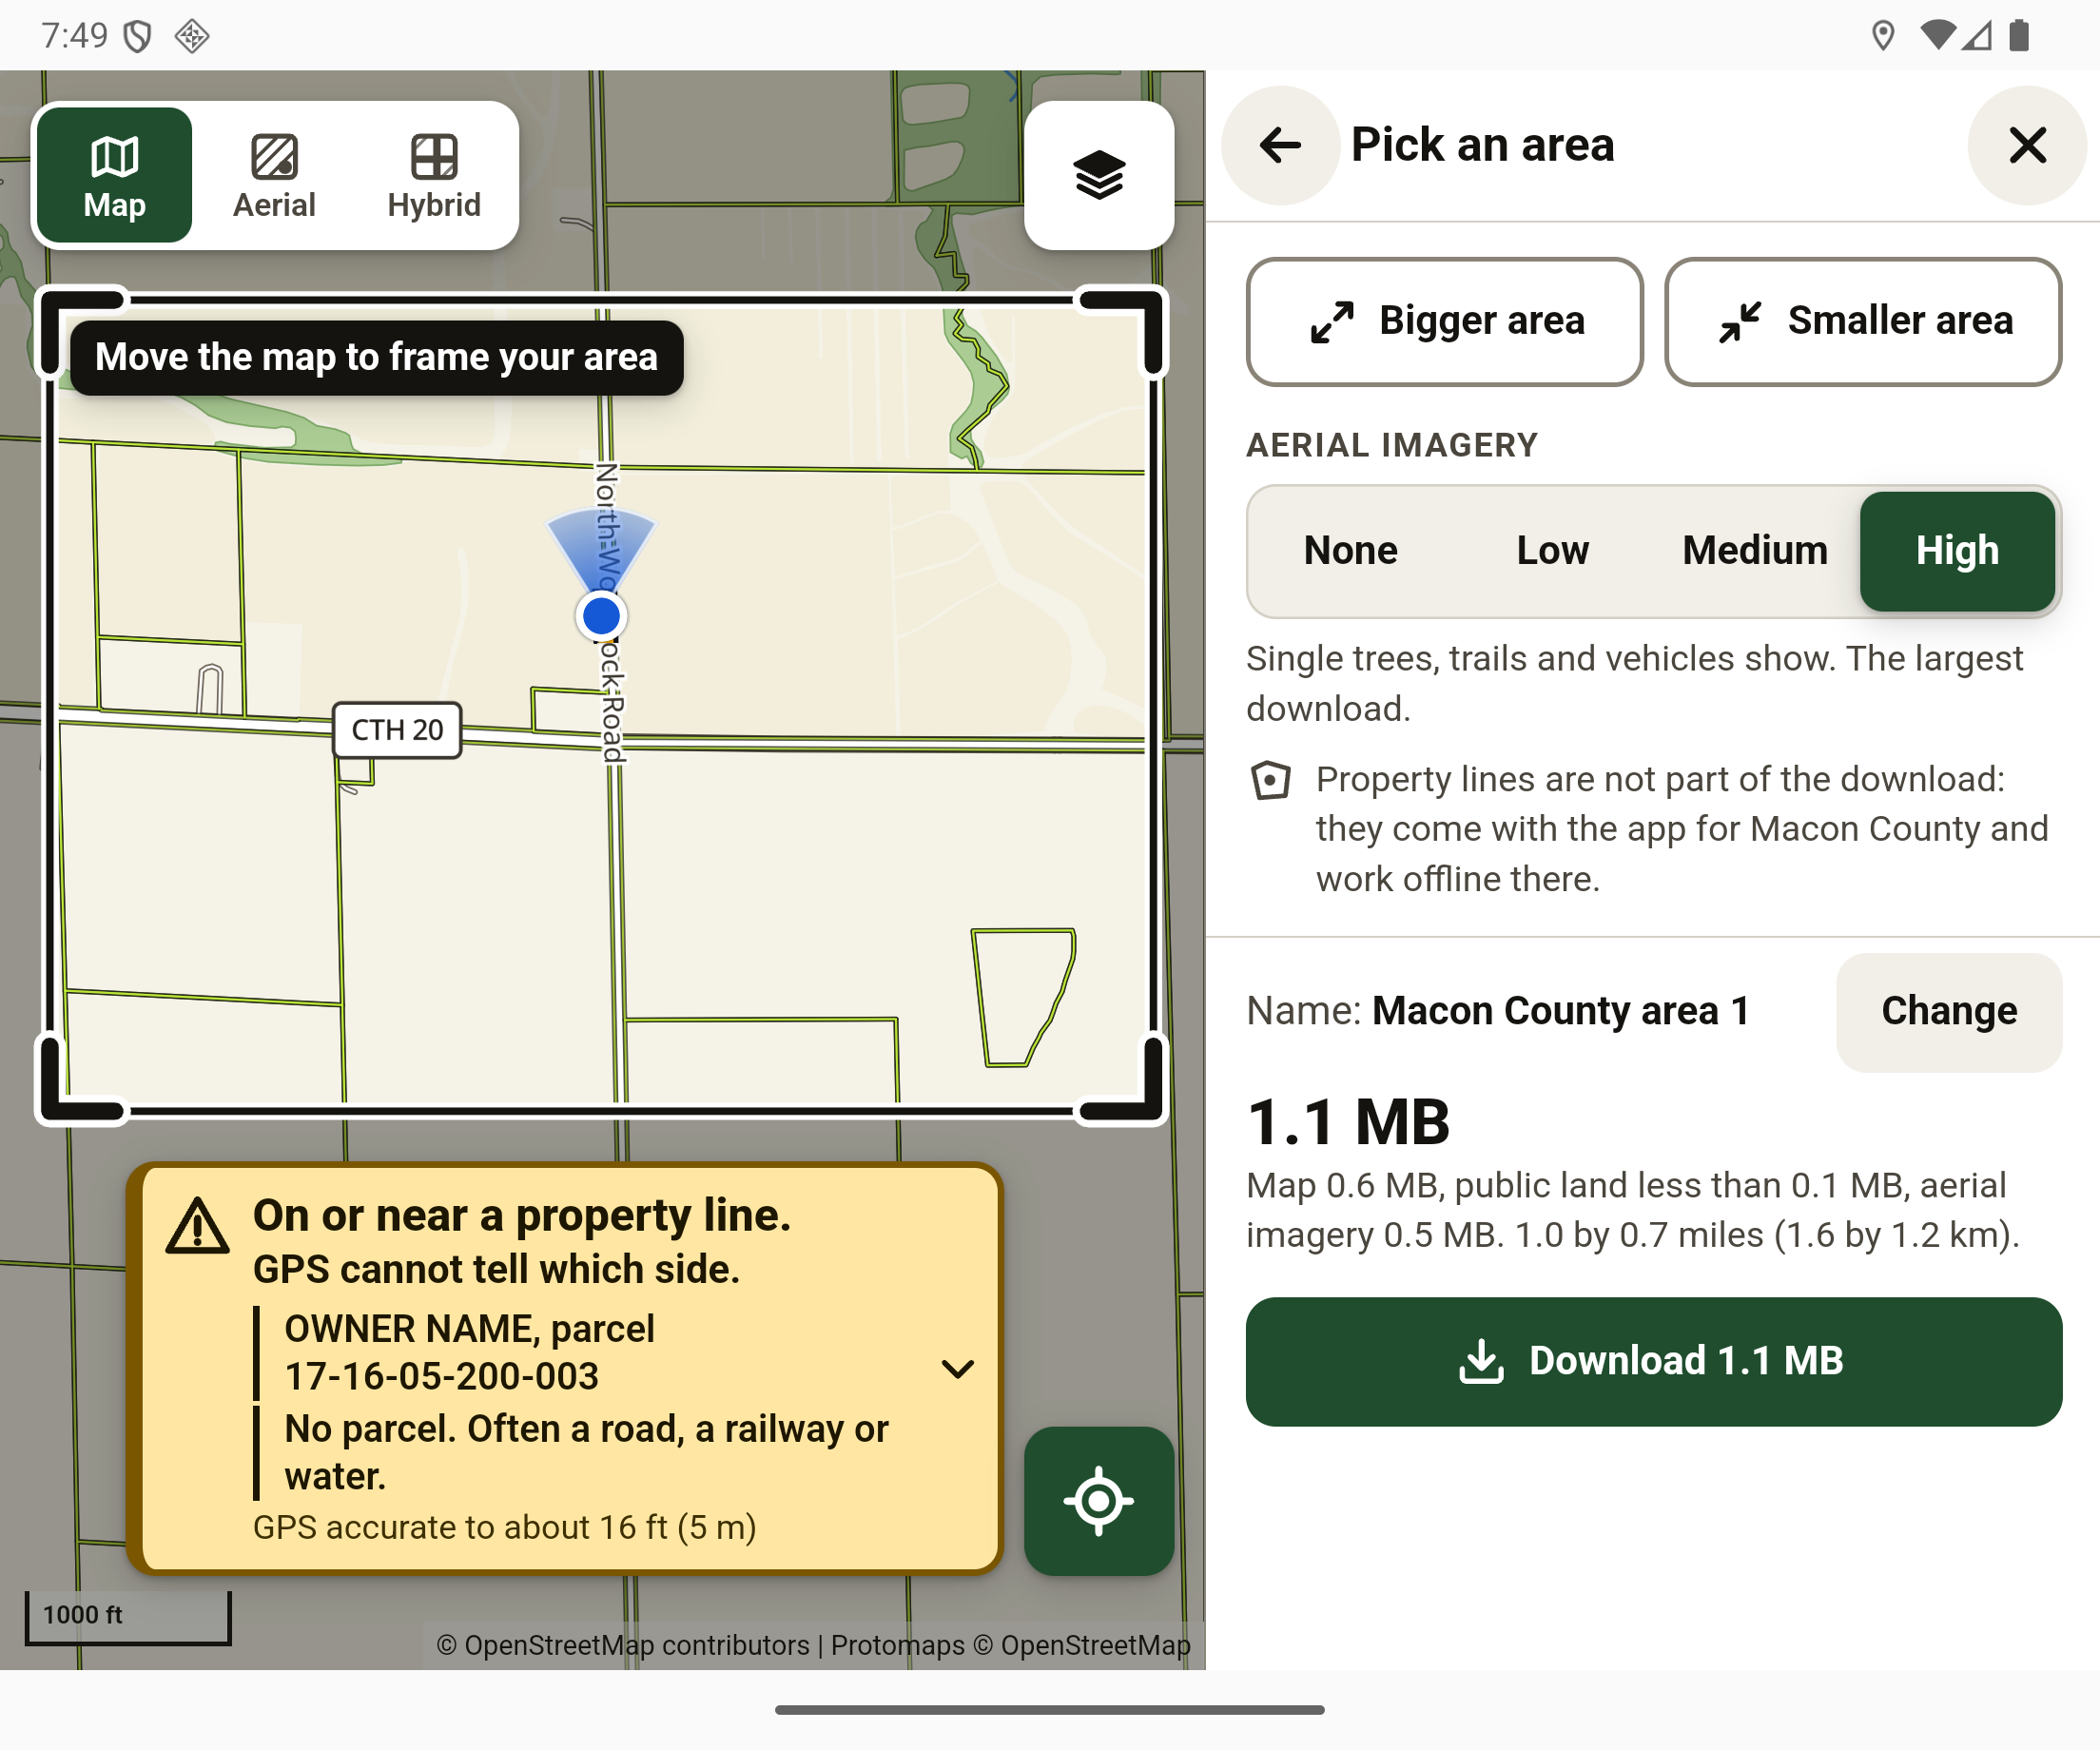 7:49
Map
Aerial
Hybrid
Move the map to frame your area
CTH 20
On or near a property line.
GPS cannot tell which side.
OWNER NAME, parcel
17-16-05-200-003
No parcel. Often a road, a railway or
water.
GPS accurate to about 16 ft (5 m)
1000 ft
© OpenStreetMap contributors | Protomaps © OpenStreetMap
Pick an area
Bigger area
Smaller area
AERIAL IMAGERY
None
Low
Medium
High
Single trees, trails and vehicles show. The largest
download.
Property lines are not part of the download:
they come with the app for Macon County and
work offline there.
Name: Macon County area 1
Change
1.1 MB
Map 0.6 MB, public land less than 0.1 MB, aerial
imagery 0.5 MB. 1.0 by 0.7 miles (1.6 by 1.2 km).
Download 1.1 MB
North
Road